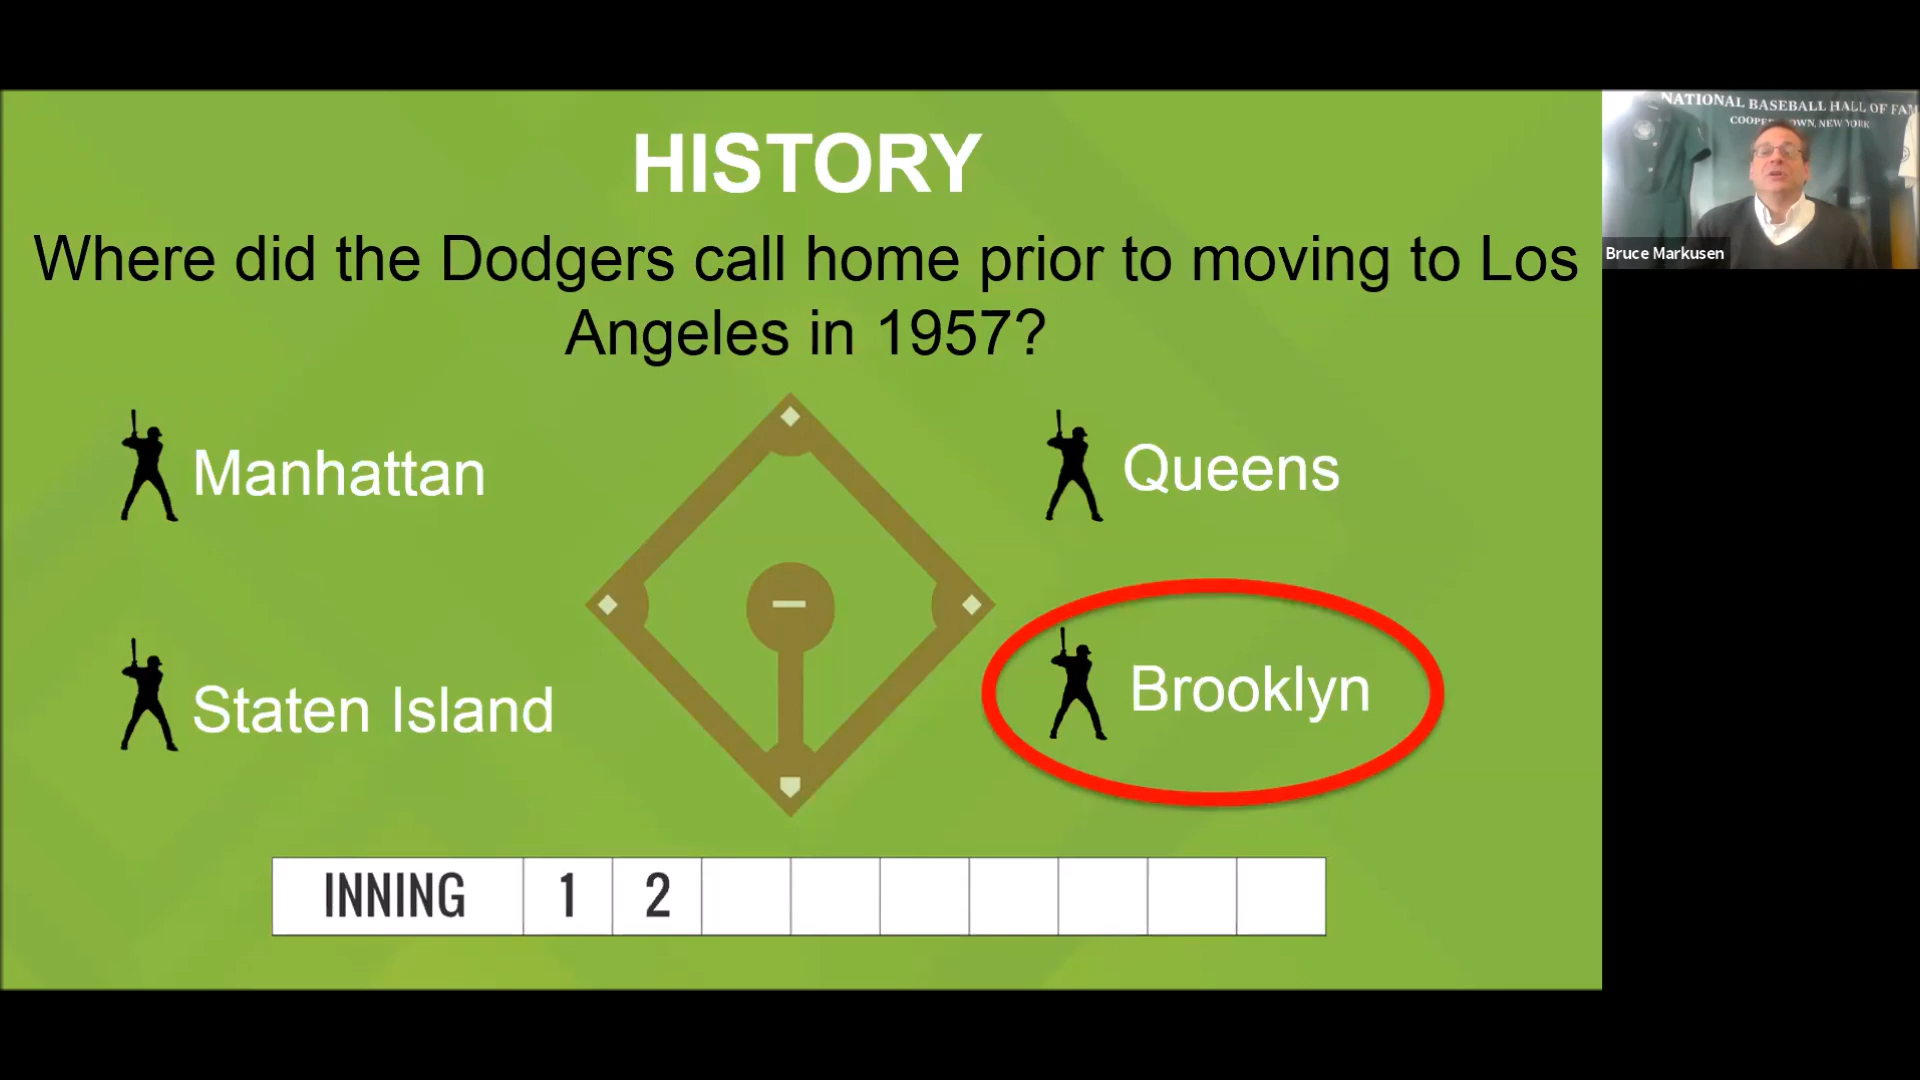 HISTORY
Where did the Dodgers call home prior to moving to Los
Angeles in 1957?
Manhattan
Queens
Staten Island
Brooklyn
INNING 1 2
NATIONAL BASEBALL HALL OF FAM
NEW YORK
Bruce Markusen